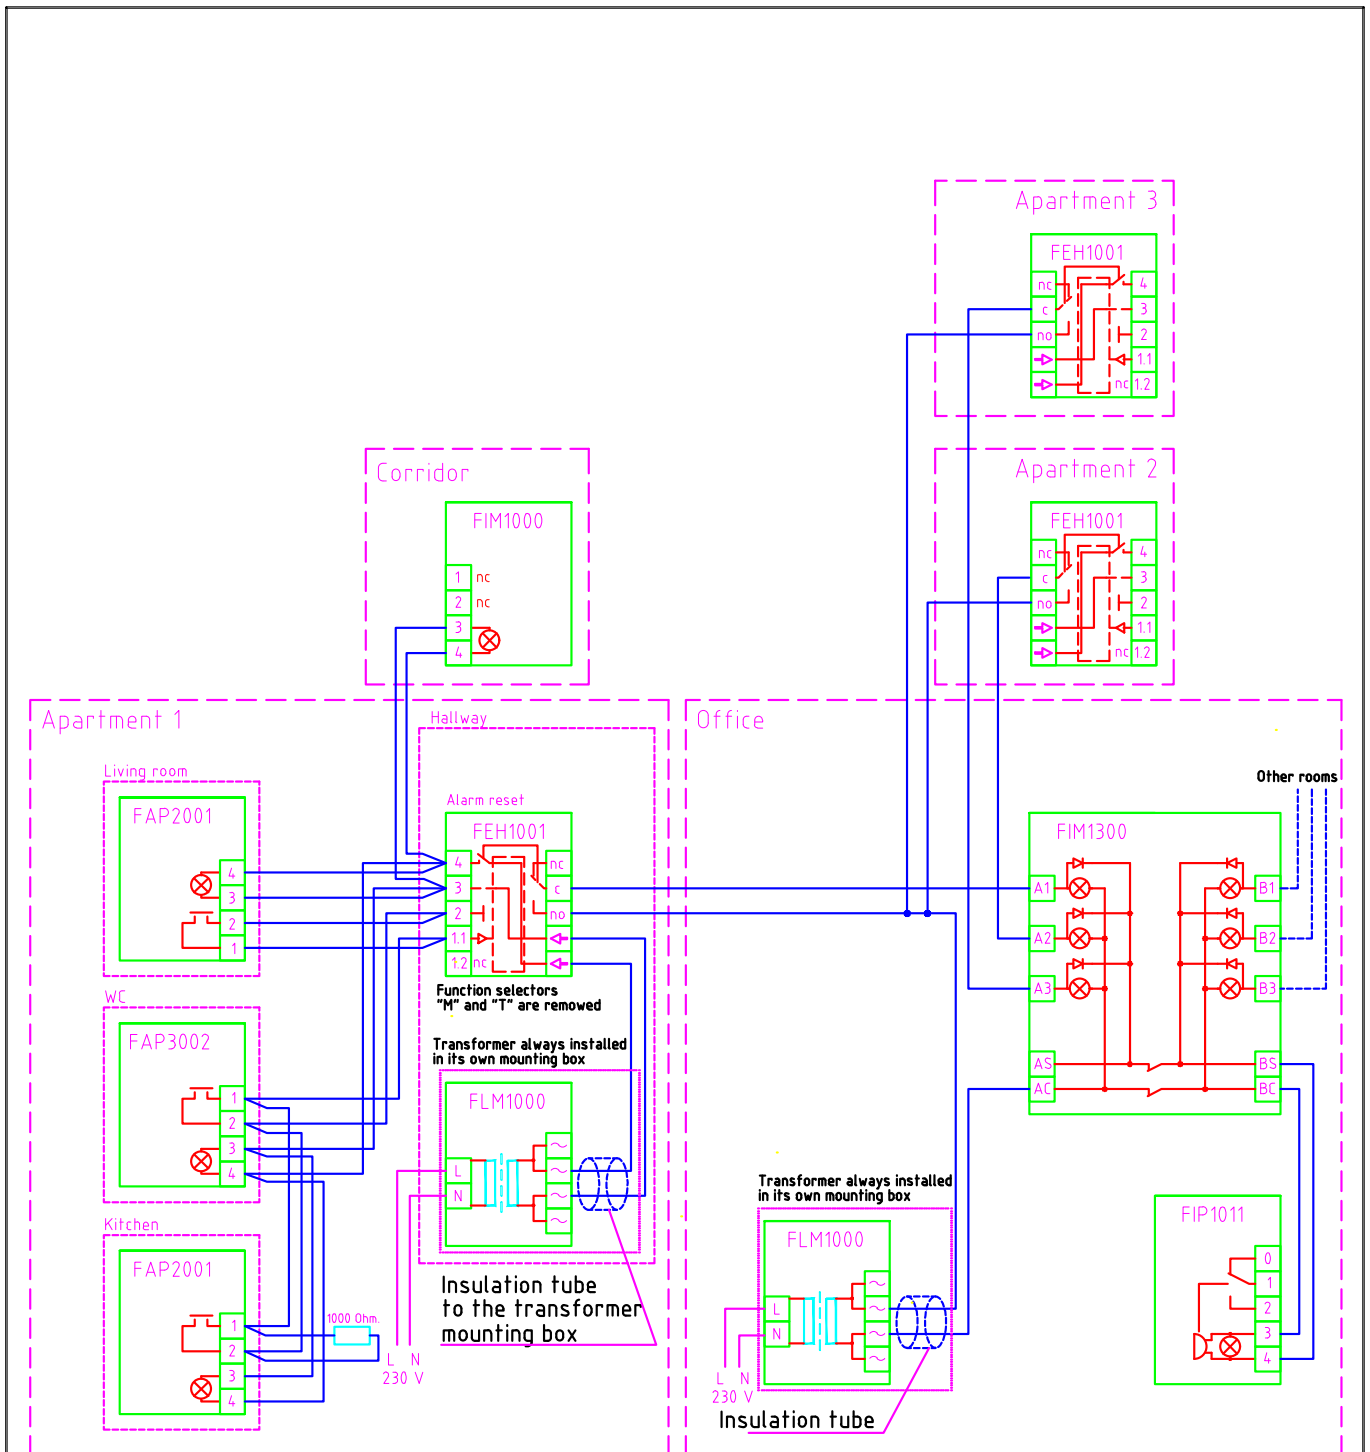 Apartment 3
FEH1001
nc 4
c 3
no 2
1.1
nc 1.2
Corridor
FIM1000
1 nc
2 nc
3
4
Apartment 2
FEH1001
nc 4
c 3
no 2
1.1
nc 1.2
Apartment 1
Hallway
Office
Living room
FAP2001
4
3
2
1
Alarm reset
FEH1001
4 nc
3 c
2 no
1.1
1.2 nc
Function selectors
"M" and "T" are remowed
Other rooms
FIM1300
A1 B1
A2 B2
A3 B3
AS BS
AC BC
WC
FAP3002
1
2
3
4
Transformer always installed
in its own mounting box
FLM1000
L
N
Insulation tube
to the transformer
mounting box
L N
230 V
Kitchen
FAP2001
1
2
3
4
1000 Ohm.
Transformer always installed
in its own mounting box
FLM1000
L
N
L N
230 V
Insulation tube
FIP1011
0
1
2
3
4